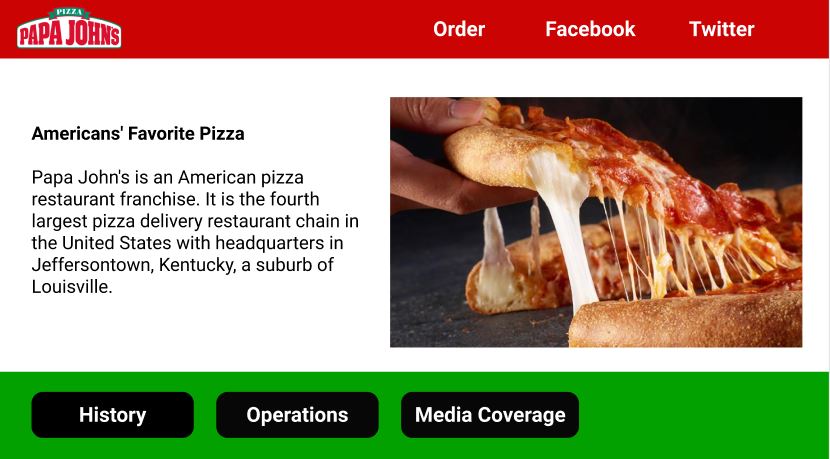 PIZZA
PAPA JOHNS
Order
Facebook
Twitter
Americans' Favorite Pizza
Papa John's is an American pizza
restaurant franchise. It is the fourth
largest pizza delivery restaurant chain in
the United States with headquarters in
Jeffersontown, Kentucky, a suburb of
Louisville.
History
Operations
Media Coverage